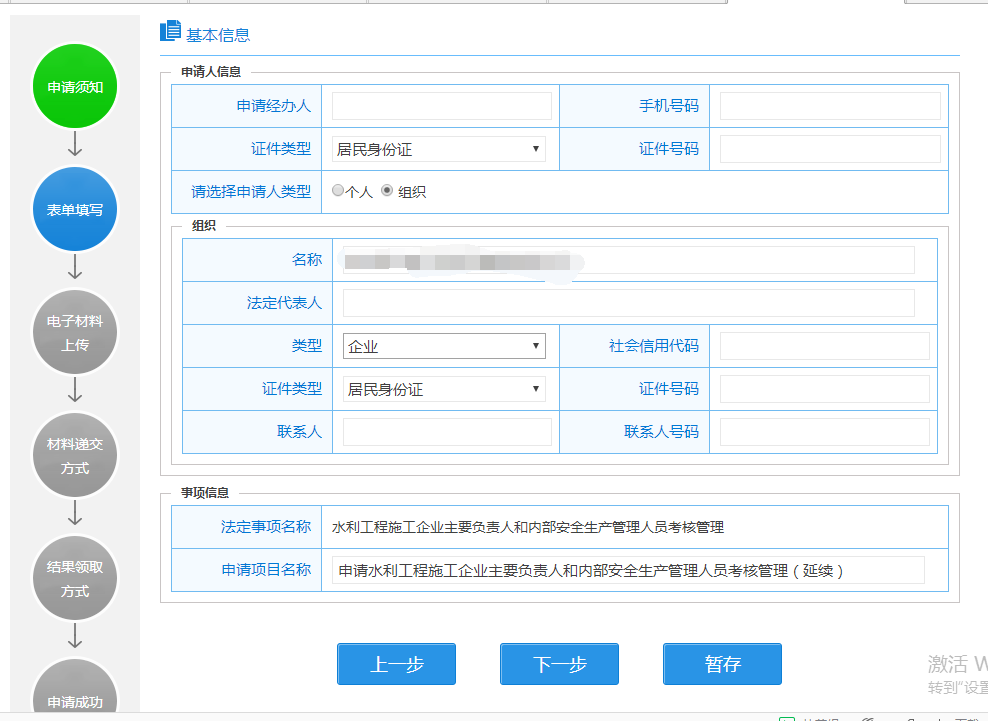 基本信息
申请人信息
申请经办人 手机号码
证件类型 居民身份证 证件号码
请选择申请人类型 个人 组织
组织
名称
法定代表人
类型 企业 社会信用代码
证件类型 居民身份证 证件号码
联系人 联系人号码
事项信息
法定事项名称 水利工程施工企业主要负责人和内部安全生产管理人员考核管理
申请项目名称 申请水利工程施工企业主要负责人和内部安全生产管理人员考核管理（延续）
上一步 下一步 暂存
申请须知
表单填写
电子材料
上传
材料递交
方式
结果领取
方式
申请成功
激活 W
转到"设置